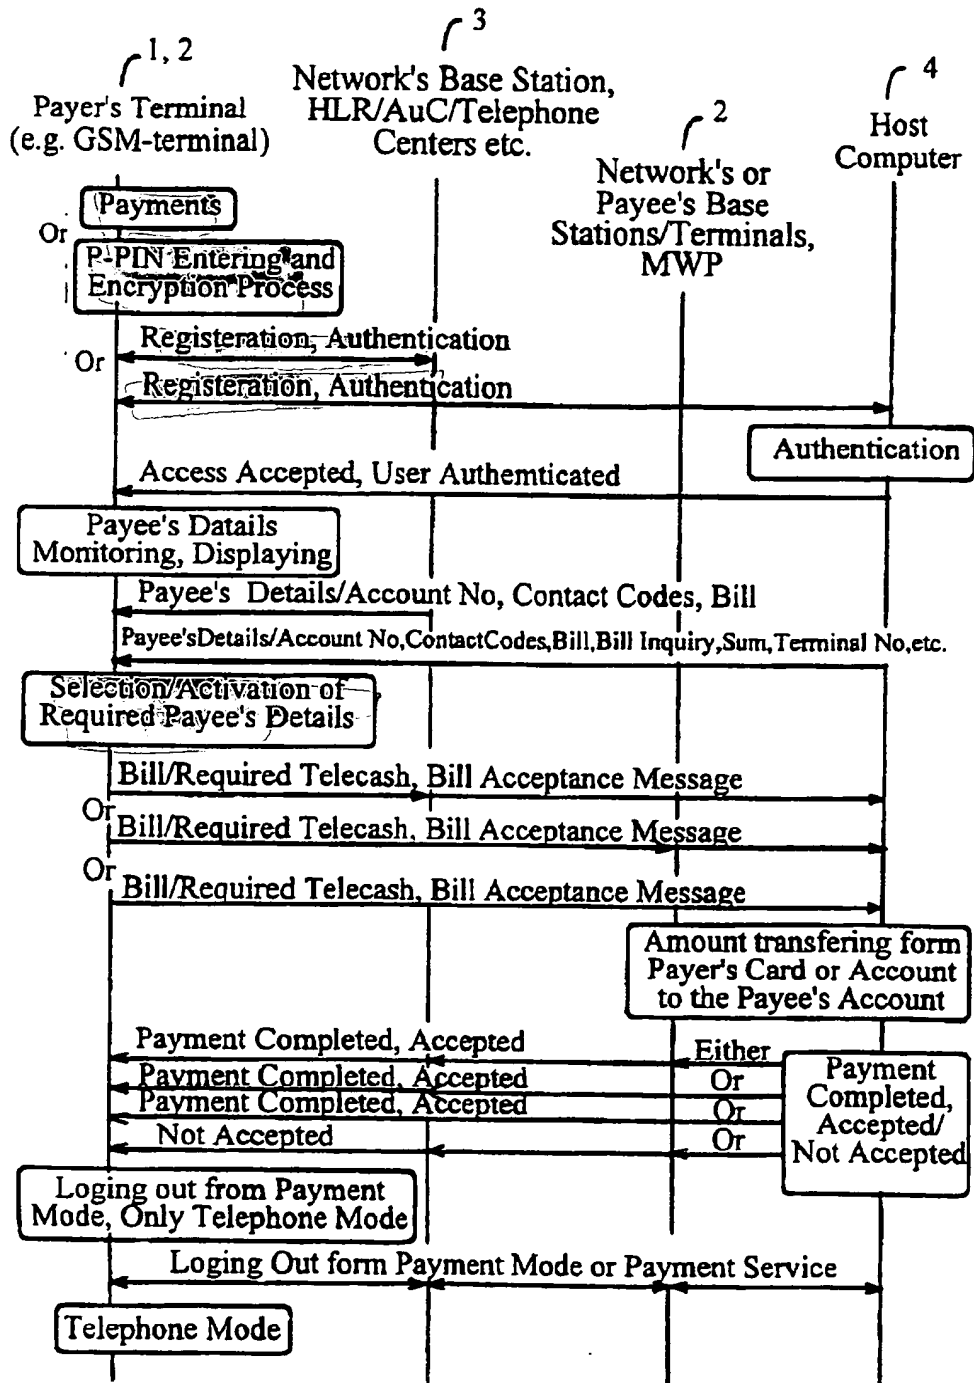 1, 2
3
2
4
Payer's Terminal
(e.g. GSM-terminal)
Network's Base Station,
HLR/AuC/Telephone
Centers etc.
Network's or
Payee's Base
Stations/Terminals,
MWP
Host
Computer
Payments
Or
P-PIN Entering and
Encryption Process
Registeration, Authentication
Or
Registeration, Authentication
Authentication
Access Accepted, User Authemticated
Payee's Datails
Monitoring, Displaying
Payee's Details/Account No, Contact Codes, Bill
Payee'sDetails/Account No,ContactCodes,Bill,Bill Inquiry,Sum,Terminal No,etc.
Selection/Activation of
Required Payee's Details
Bill/Required Telecash, Bill Acceptance Message
Or
Bill/Required Telecash, Bill Acceptance Message
Or
Bill/Required Telecash, Bill Acceptance Message
Amount transfering form
Payer's Card or Account
to the Payee's Account
Payment Completed, Accepted
Either
Payment Completed, Accepted
Or
Payment Completed, Accepted
Or
Not Accepted
Or
Payment
Completed,
Accepted/
Not Accepted
Loging out from Payment
Mode, Only Telephone Mode
Loging Out form Payment Mode or Payment Service
Telephone Mode